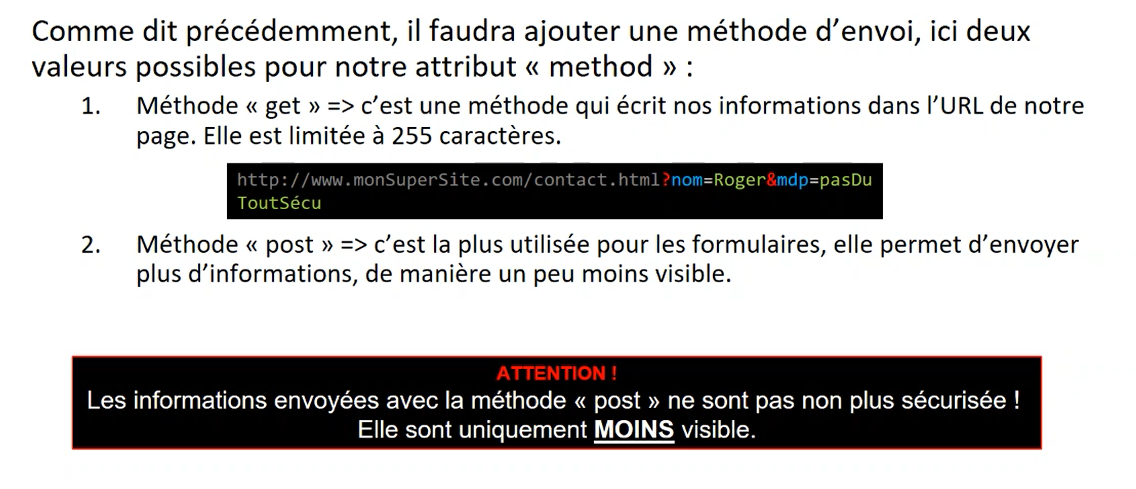 Comme dit précédemment, il faudra ajouter une méthode d’envoi, ici deux
valeurs possibles pour notre attribut « method » :
1. Méthode « get » => c’est une méthode qui écrit nos informations dans l’URL de notre
page. Elle est limitée à 255 caractères.
http://www.monSuperSite.com/contact.html?nom=Roger&mdp=pasDu
ToutSécu
2. Méthode « post » => c’est la plus utilisée pour les formulaires, elle permet d’envoyer
plus d’informations, de manière un peu moins visible.
ATTENTION !
Les informations envoyées avec la méthode « post » ne sont pas non plus sécurisée !
Elle sont uniquement MOINS visible.